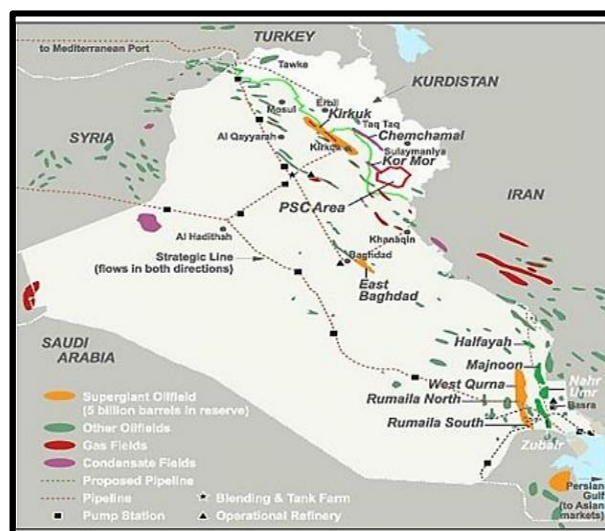 TURKEY
to Mediterranean Port
Tawke
KURDISTAN
Mosul
Erbil
Kirkuk
Taq Taq
Chemchamal
SYRIA
Al Qayyarah
Kirkuk
Sulaymaniya
Kor Mor
IRAN
PSC Area
Khanaqin
Al Hadithah
Baghdad
Strategic Line
(flows in both directions)
East
Baghdad
SAUDI
ARABIA
Halfayah
Majnoon
West Qurna
Nahr
Umr
Rumaila North
Basra
Rumaila South
Zubair
Supergiant Oilfield
(5 billion barrels in reserve)
Other Oilfields
Gas Fields
Condensate Fields
Proposed Pipeline
Pipeline
Blending & Tank Farm
Pump Station
Operational Refinery
Persian
Gulf
(to Asian
markets)